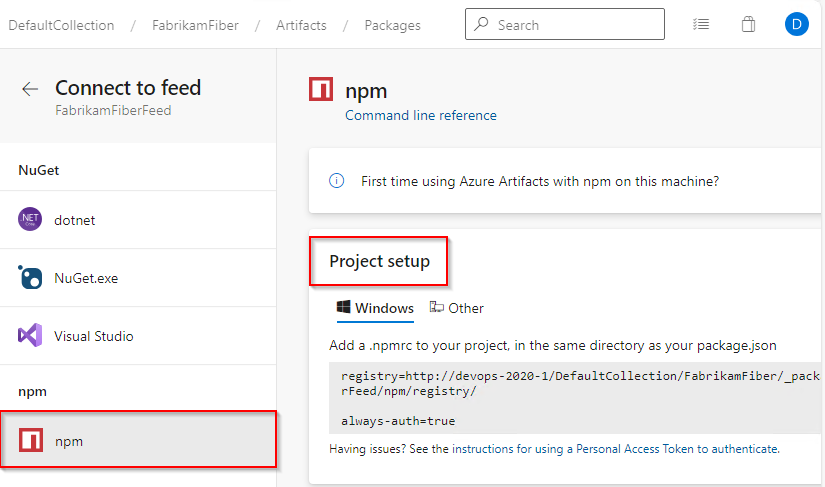 DefaultCollection / FabrikamFiber / Artifacts / Packages
Search
D
Connect to feed
FabrikamFiberFeed
NuGet
.NET
dotnet
NuGet.exe
Visual Studio
npm
npm
npm
Command line reference
First time using Azure Artifacts with npm on this machine?
Project setup
Windows Other
Add a .npmrc to your project, in the same directory as your package.json
registry=http://devops-2020-1/DefaultCollection/FabrikamFiber/_pack
rFeed/npm/registry/
always-auth=true
Having issues? See the instructions for using a Personal Access Token to authenticate.